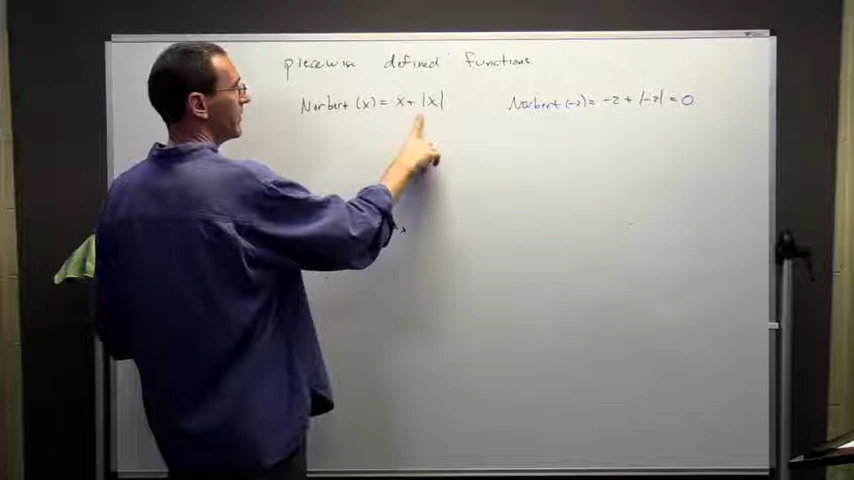 piecewise defined functions
Norbert (x) = x + |x| Norbert (-2) = -2 + |-2| = 0